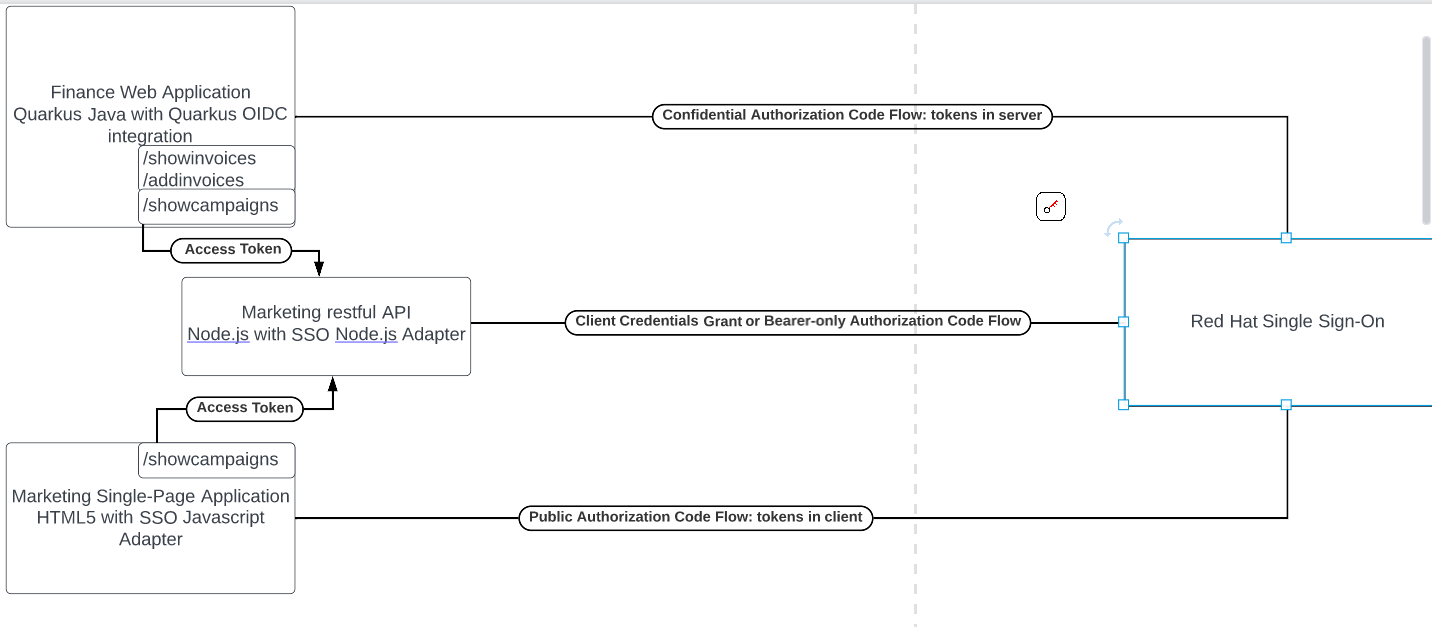 Finance Web Application
Quarkus Java with Quarkus OIDC
integration
/showinvoices
/addinvoices
/showcampaigns
Confidential Authorization Code Flow: tokens in server
Access Token
Marketing restful API
Node.js with SSO Node.js Adapter
Client Credentials Grant or Bearer-only Authorization Code Flow
Red Hat Single Sign-On
Access Token
/showcampaigns
Marketing Single-Page Application
HTML5 with SSO Javascript
Adapter
Public Authorization Code Flow: tokens in client